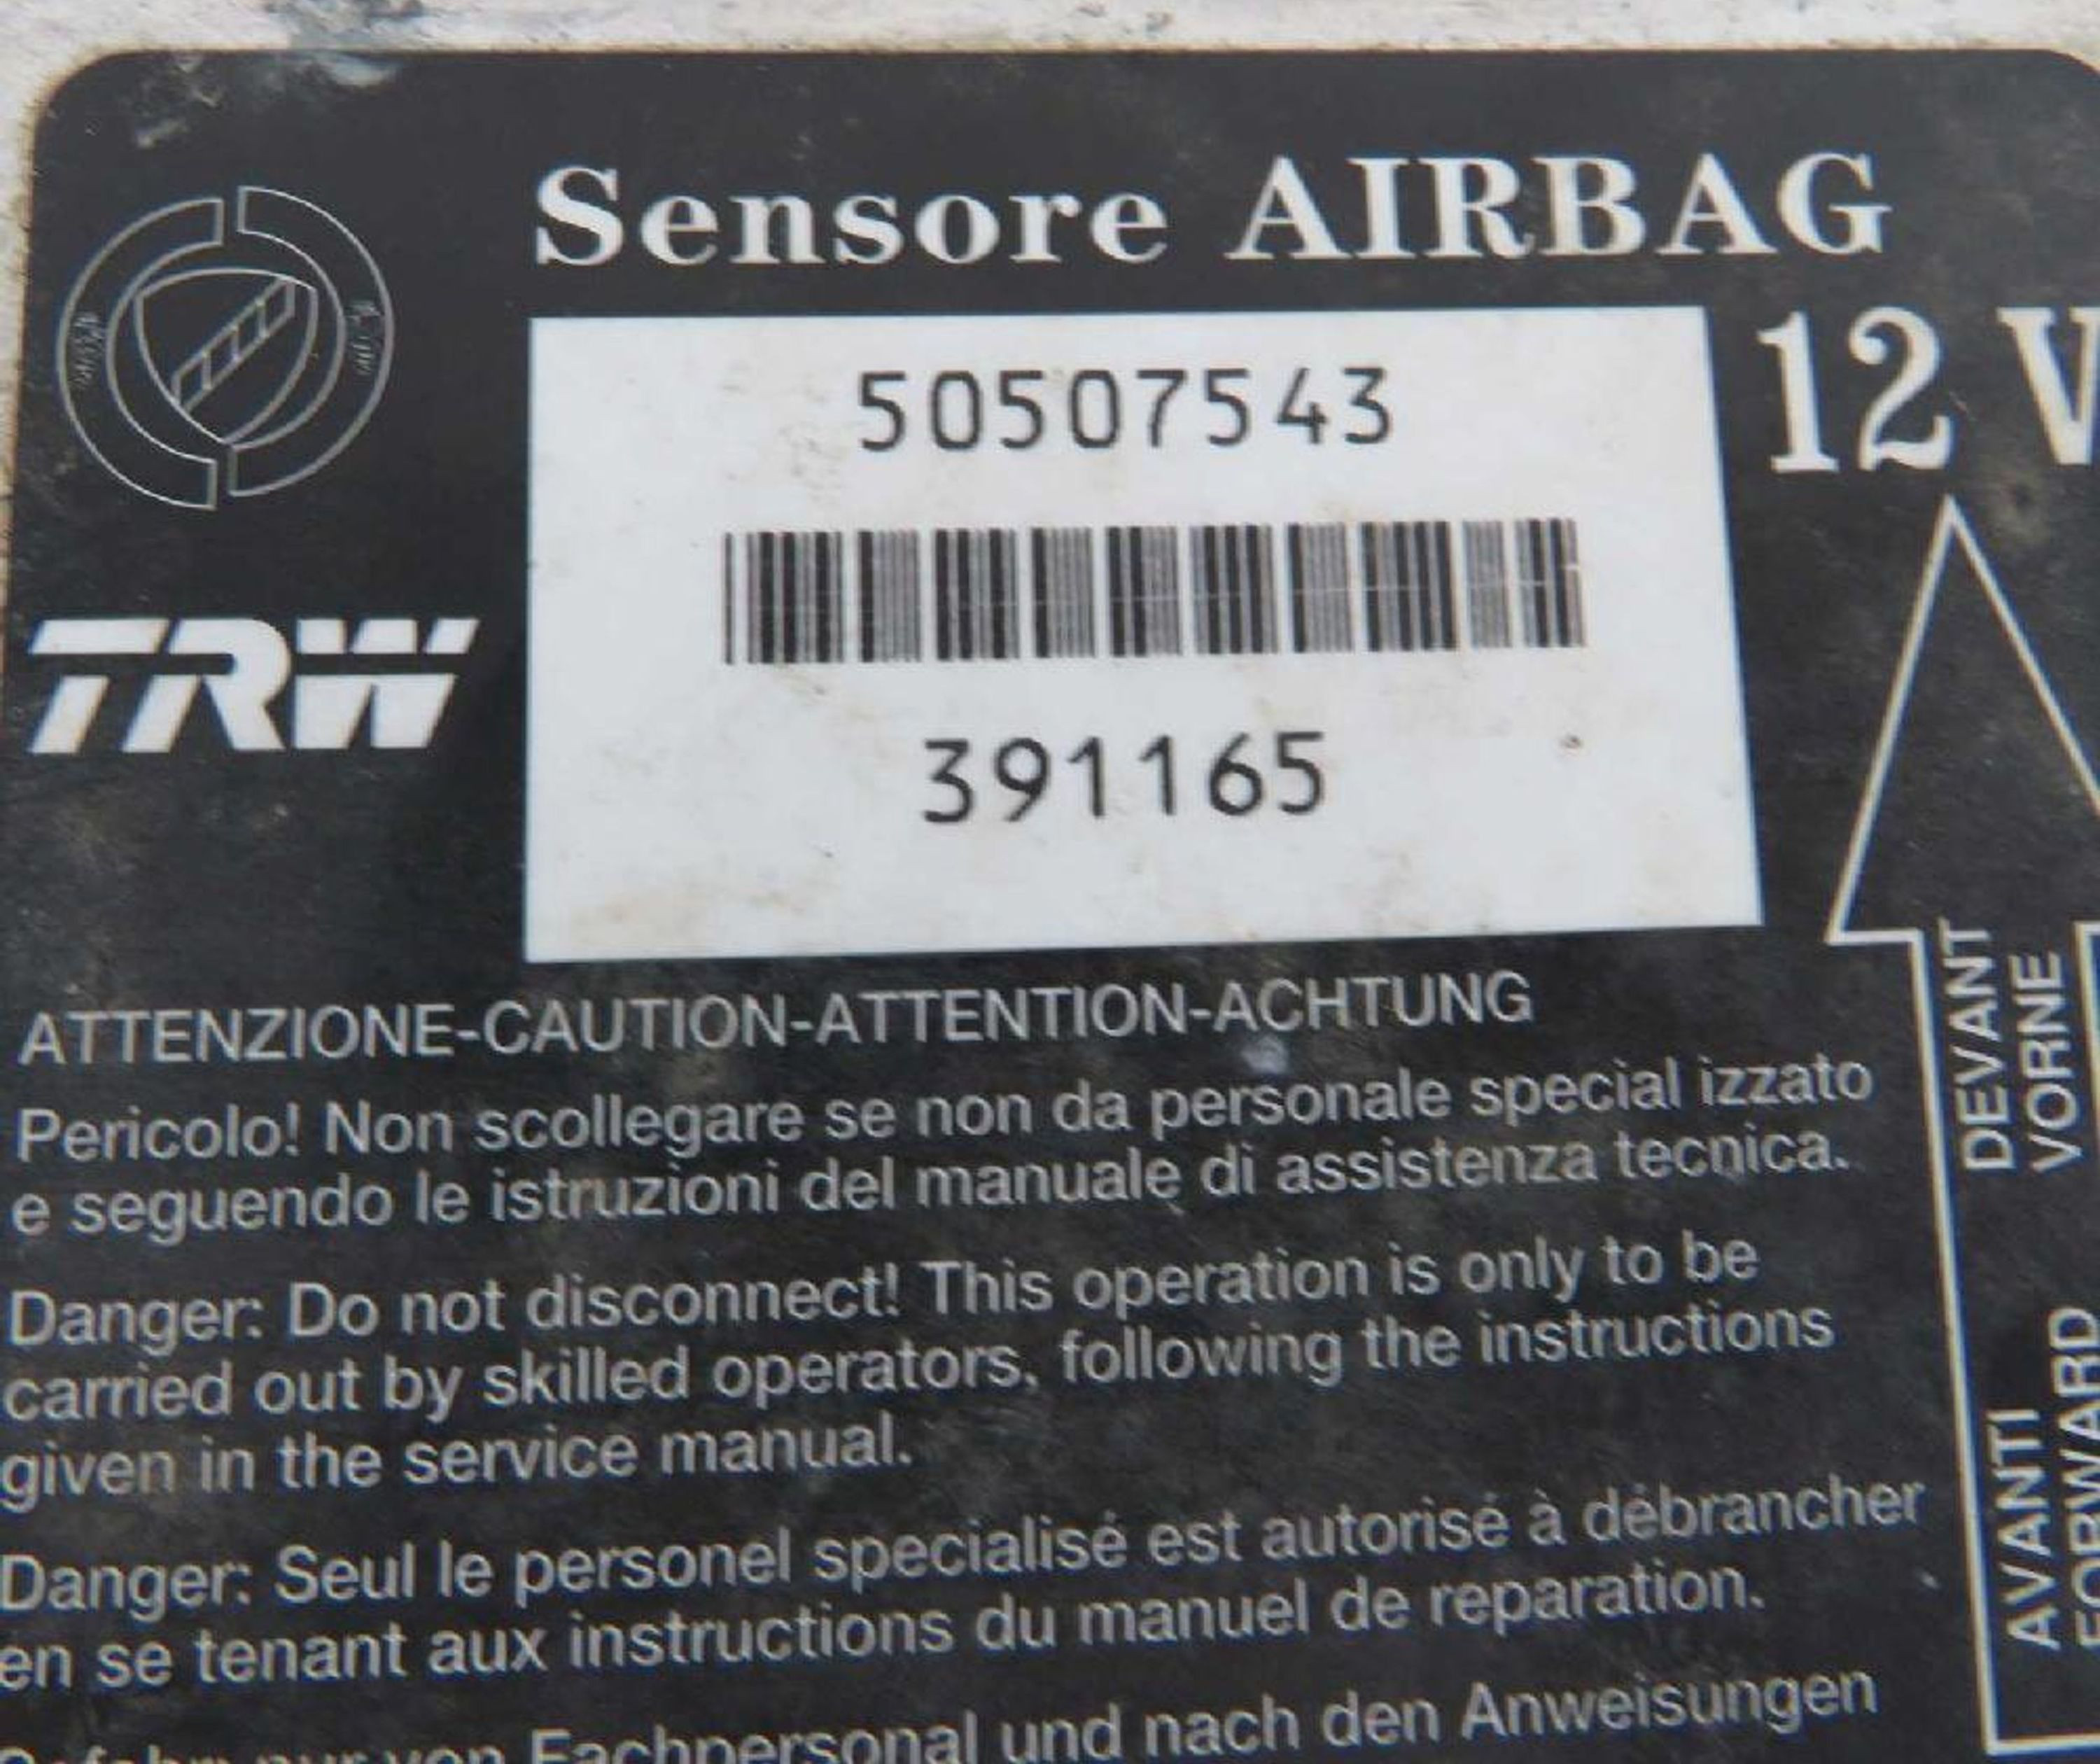 Sensore AIRBAG
50507543
12 V
TRW
391165
ATTENZIONE-CAUTION-ATTENTION-ACHTUNG
Pericolo! Non scollegare se non da personale special izzato
e seguendo le istruzioni del manuale di assistenza tecnica.
Danger: Do not disconnect! This operation is only to be
carried out by skilled operators, following the instructions
given in the service manual.
Danger: Seul le personel specialisé est autorisé à débrancher
en se tenant aux instructions du manuel de reparation.
nur von Fachpersonal und nach den Anweisungen
DEVANT
VORNE
AVANTI
FORWARD